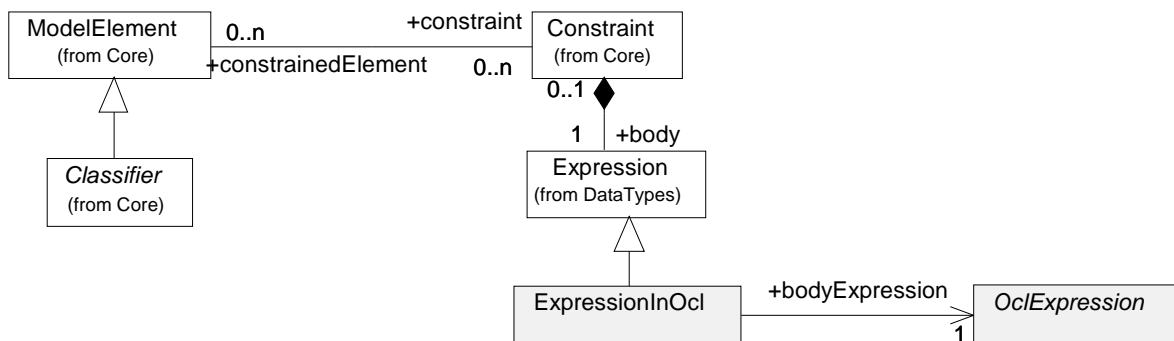 ModelElement
(from Core)
0..n
+constraint
Constraint
(from Core)
+constrainedElement
0..n
0..1
1
+body
Classifier
(from Core)
Expression
(from DataTypes)
ExpressionInOcl
+bodyExpression
1
OclExpression